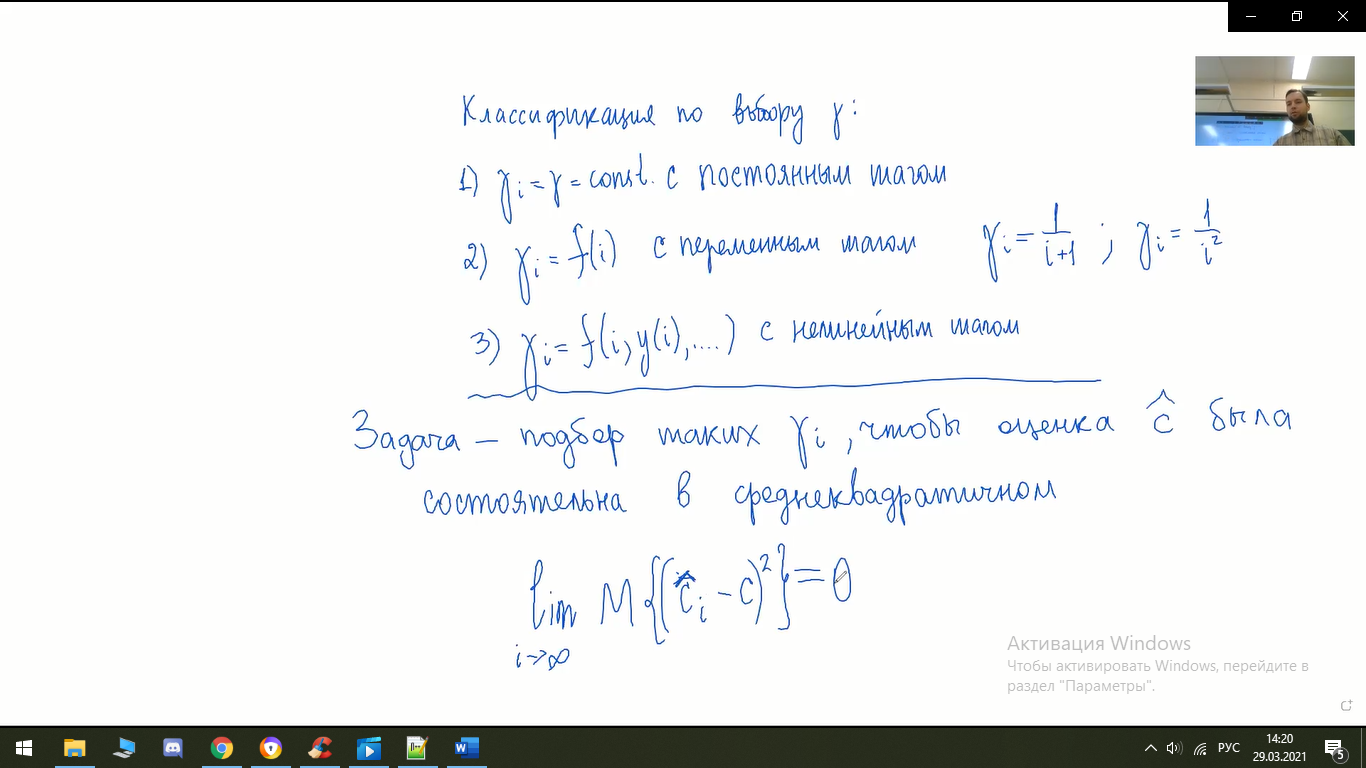 Классификация по выбору γ:
1) γi = γ = const. с постоянным шагом
2) γi = f(i) с переменным шагом γi = 1/(i+1) ; γi = 1/i²
3) γi = f(i, y(i), ....) с нелинейным шагом
Задача – подбор таких γi, чтобы оценка ĉ была
состоятельна в среднеквадратичном
lim M{(ĉi – c)²} = 0
i→∞
Активация Windows
Чтобы активировать Windows, перейдите в
раздел "Параметры".
РУС
14:20
29.03.2021
5